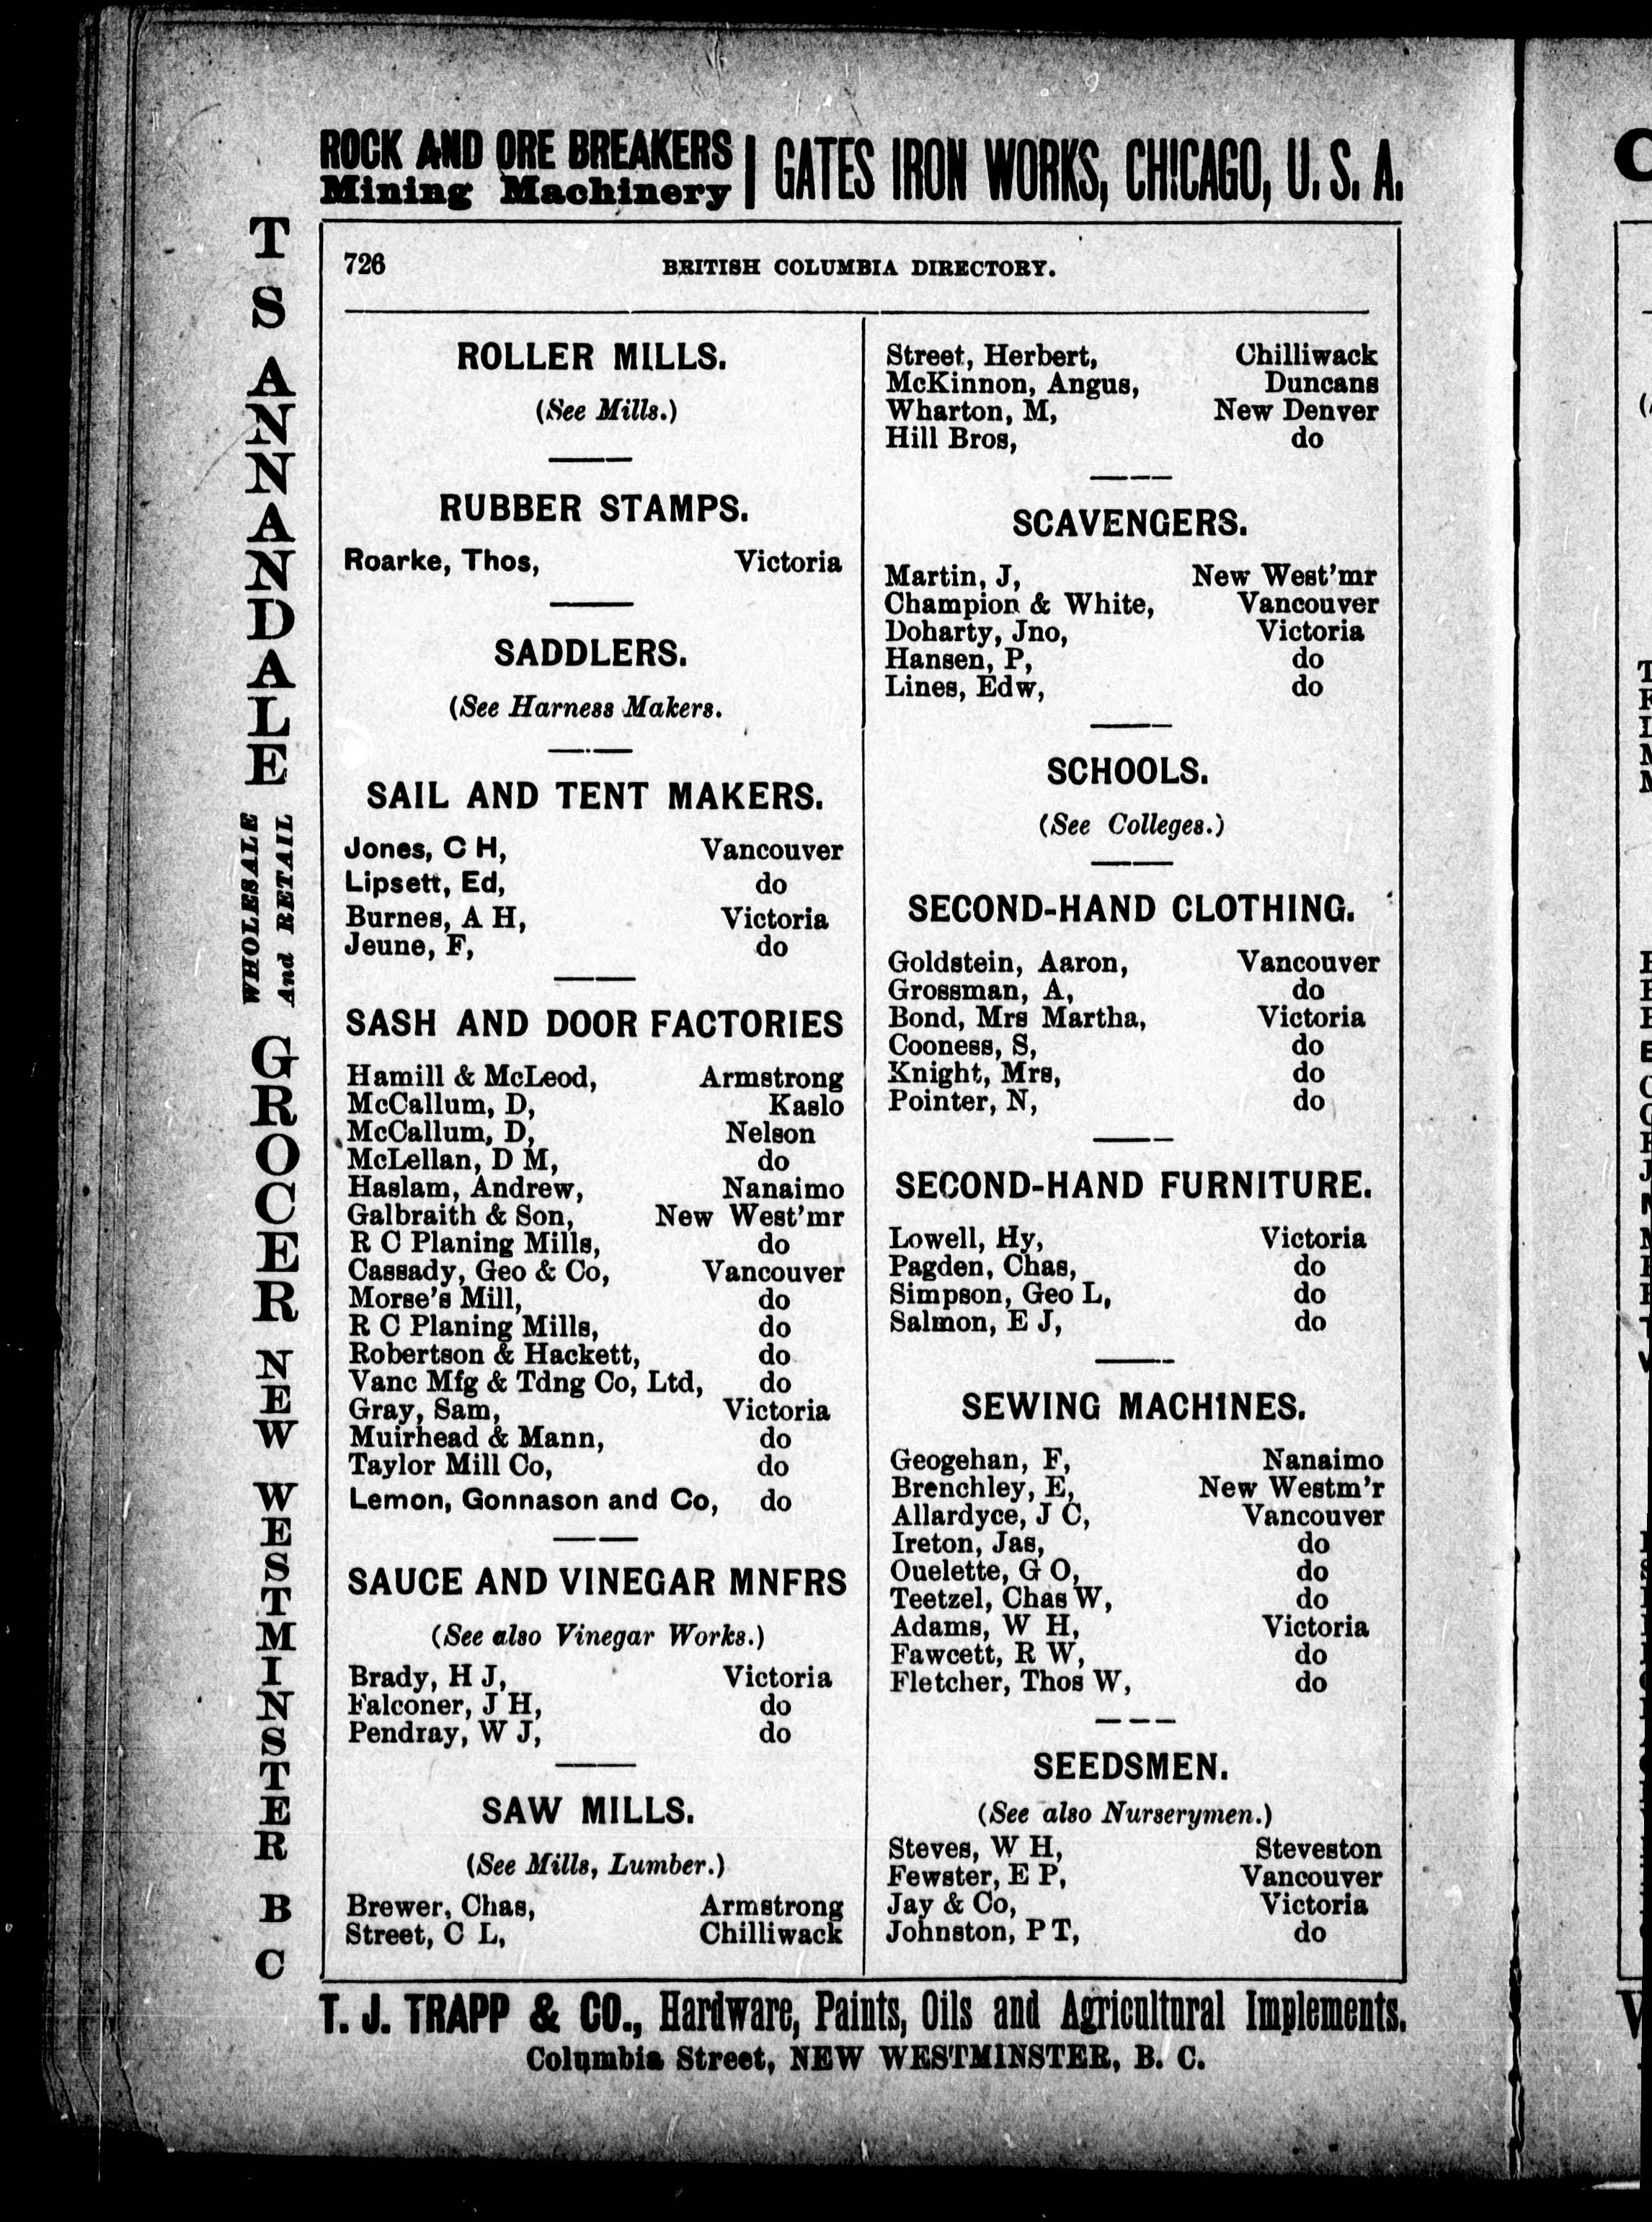 ROCK AND ORE BREAKERS
Mining Machinery
GATES IRON WORKS, CHICAGO, U. S. A.
T S ANNANDALE
WHOLESALE
And RETAIL
GROCER
NEW WESTMINSTER
B C
726
BRITISH COLUMBIA DIRECTORY.
ROLLER MILLS.
(See Mills.)
RUBBER STAMPS.
Roarke, Thos, Victoria
SADDLERS.
(See Harness Makers.
SAIL AND TENT MAKERS.
Jones, C H, Vancouver
Lipsett, Ed, do
Burnes, A H, Victoria
Jeune, F, do
SASH AND DOOR FACTORIES
Hamill & McLeod, Armstrong
McCallum, D, Kaslo
McCallum, D, Nelson
McLellan, D M, do
Haslam, Andrew, Nanaimo
Galbraith & Son, New West'mr
R C Planing Mills, do
Cassady, Geo & Co, Vancouver
Morse's Mill, do
R C Planing Mills, do
Robertson & Hackett, do
Vanc Mfg & Tdng Co, Ltd, do
Gray, Sam, Victoria
Muirhead & Mann, do
Taylor Mill Co, do
Lemon, Gonnason and Co, do
SAUCE AND VINEGAR MNFRS
(See also Vinegar Works.)
Brady, H J, Victoria
Falconer, J H, do
Pendray, W J, do
SAW MILLS.
(See Mills, Lumber.)
Brewer, Chas, Armstrong
Street, C L, Chilliwack
Street, Herbert, Chilliwack
McKinnon, Angus, Duncans
Wharton, M, New Denver
Hill Bros, do
SCAVENGERS.
Martin, J, New West'mr
Champion & White, Vancouver
Doharty, Jno, Victoria
Hansen, P, do
Lines, Edw, do
SCHOOLS.
(See Colleges.)
SECOND-HAND CLOTHING.
Goldstein, Aaron, Vancouver
Grossman, A, do
Bond, Mrs Martha, Victoria
Cooness, S, do
Knight, Mrs, do
Pointer, N, do
SECOND-HAND FURNITURE.
Lowell, Hy, Victoria
Pagden, Chas, do
Simpson, Geo L, do
Salmon, E J, do
SEWING MACHINES.
Geogehan, F, Nanaimo
Brenchley, E, New Westm'r
Allardyce, J C, Vancouver
Ireton, Jas, do
Ouelette, G O, do
Teetzel, Chas W, do
Adams, W H, Victoria
Fawcett, R W, do
Fletcher, Thos W, do
SEEDSMEN.
(See also Nurserymen.)
Steves, W H, Steveston
Fewster, E P, Vancouver
Jay & Co, Victoria
Johnston, P T, do
T. J. TRAPP & CO., Hardware, Paints, Oils and Agricultural Implements.
Columbia Street, NEW WESTMINSTER, B. C.